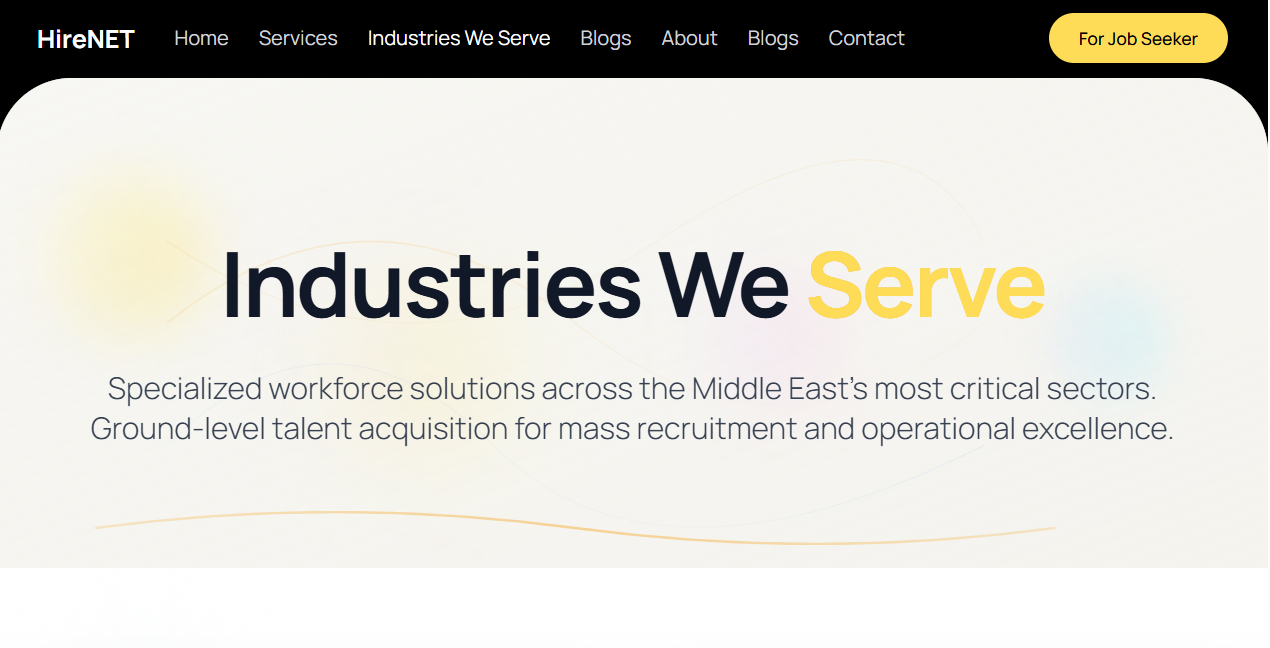 HireNET Home Services Industries We Serve Blogs About Blogs Contact For Job Seeker
Industries We Serve
Specialized workforce solutions across the Middle East's most critical sectors.
Ground-level talent acquisition for mass recruitment and operational excellence.